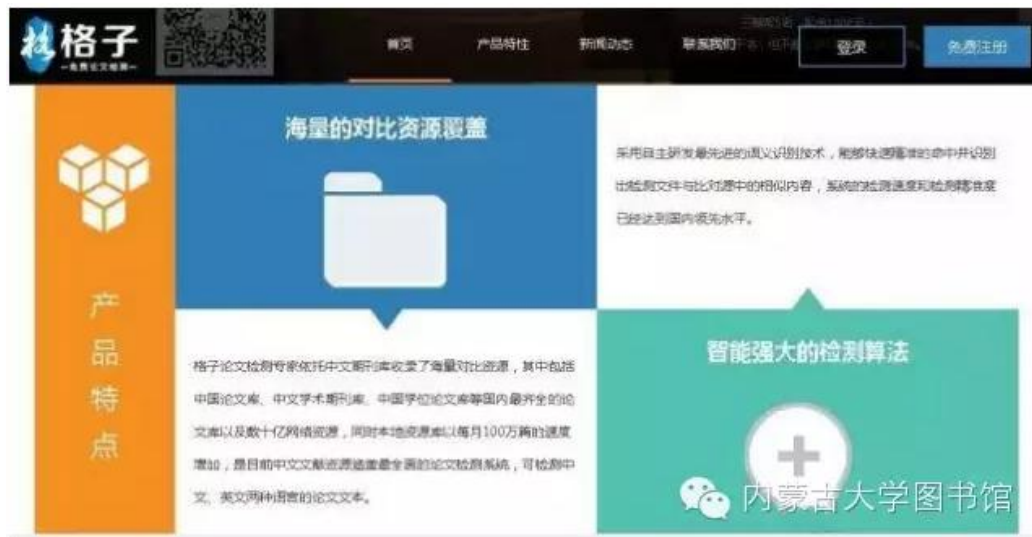 格子
—免费论文检测—
首页
产品特性
新闻动态
联系我们
登录
免费注册
产品特点
海量的对比资源覆盖
格子论文检测专家依托中文期刊库收录了海量对比资源，其中包括
中国论文库、中文学术期刊库、中国学位论文库等国内最齐全的论
文库以及数十亿网络资源，同时本地资源库以每月100万篇的速度
增加，是目前中文文献资源涵盖最全面的论文检测系统，可检测中
文、英文两种语言的论文文本。
采用自主研发最先进的语义识别技术，能够快速精准的命中并识别
出检测文件与比对源中的相似内容，系统的检测速度和检测精准度
已经达到国内领先水平。
智能强大的检测算法
内蒙古大学图书馆